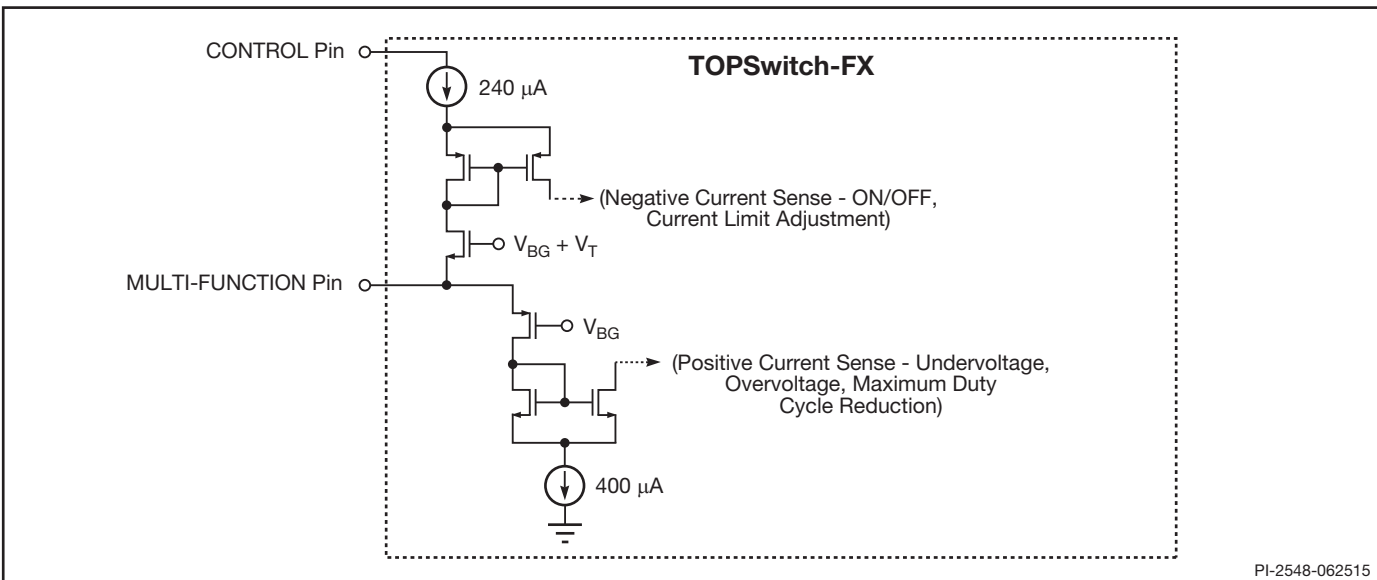 CONTROL Pin
TOPSwitch-FX
240 μA
(Negative Current Sense - ON/OFF,
Current Limit Adjustment)
V_BG + V_T
MULTI-FUNCTION Pin
V_BG
(Positive Current Sense - Undervoltage,
Overvoltage, Maximum Duty
Cycle Reduction)
400 μA
PI-2548-062515